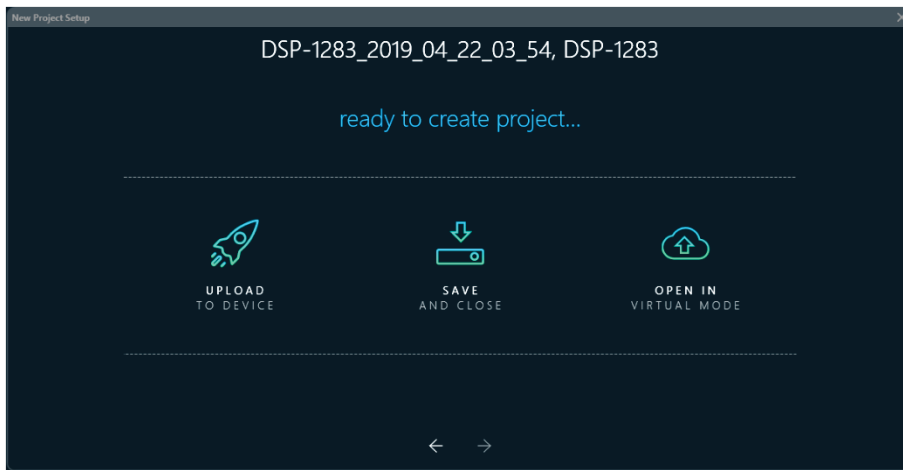 New Project Setup
DSP-1283_2019_04_22_03_54, DSP-1283
ready to create project...
UPLOAD
TO DEVICE
SAVE
AND CLOSE
OPEN IN
VIRTUAL MODE